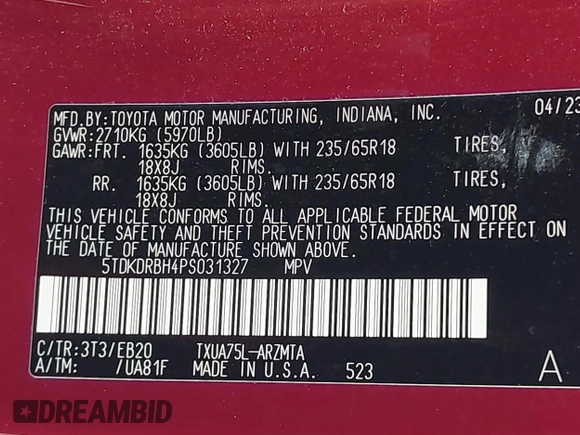 MFD.BY:TOYOTA MOTOR MANUFACTURING, INDIANA, INC. 04/23
GVWR:2710KG (5970LB)
GAWR:FRT. 1635KG (3605LB) WITH 235/65R18 TIRES,
18X8J RIMS.
RR. 1635KG (3605LB) WITH 235/65R18 TIRES,
18X8J RIMS.
THIS VEHICLE CONFORMS TO ALL APPLICABLE FEDERAL MOTOR
VEHICLE SAFETY AND THEFT PREVENTION STANDARDS IN EFFECT ON
THE DATE OF MANUFACTURE SHOWN ABOVE.
5TDKDRBH4PS031327 MPV
C/TR:3T3/EB20 TXUA75L-ARZMTA
A/TM: /UA81F MADE IN U.S.A. 523 A
DREAMBID